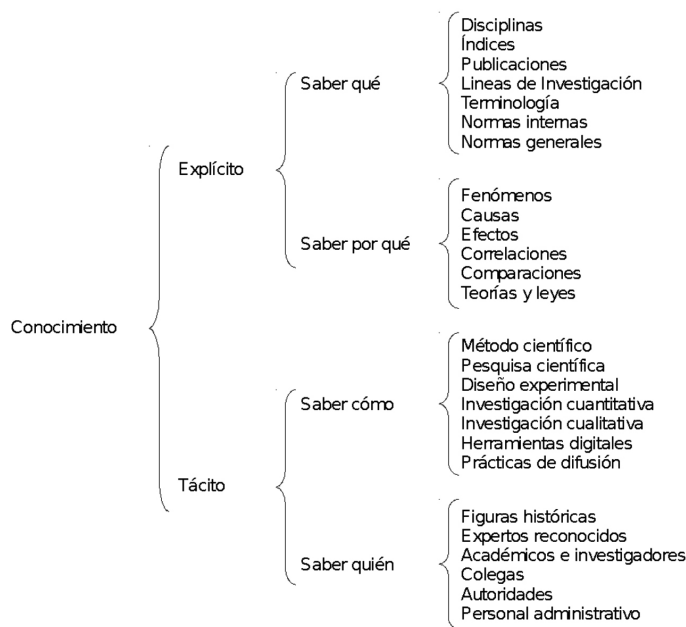 Conocimiento
Explícito
Saber qué
Disciplinas
Índices
Publicaciones
Lineas de Investigación
Terminología
Normas internas
Normas generales
Saber por qué
Fenómenos
Causas
Efectos
Correlaciones
Comparaciones
Teorías y leyes
Tácito
Saber cómo
Método científico
Pesquisa científica
Diseño experimental
Investigación cuantitativa
Investigación cualitativa
Herramientas digitales
Prácticas de difusión
Saber quién
Figuras históricas
Expertos reconocidos
Académicos e investigadores
Colegas
Autoridades
Personal administrativo